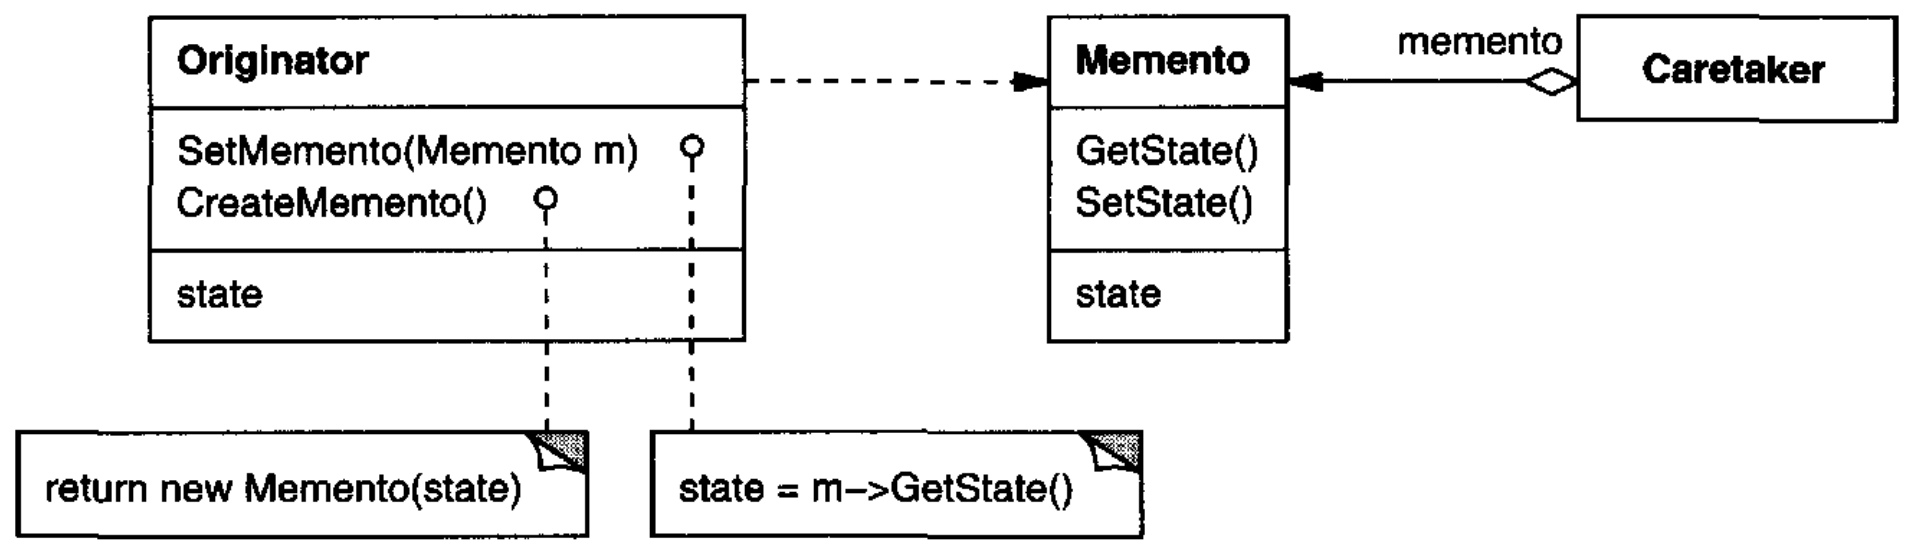 Originator
SetMemento(Memento m)
CreateMemento()
state
Memento
GetState()
SetState()
state
memento
Caretaker
return new Memento(state)
state = m−>GetState()